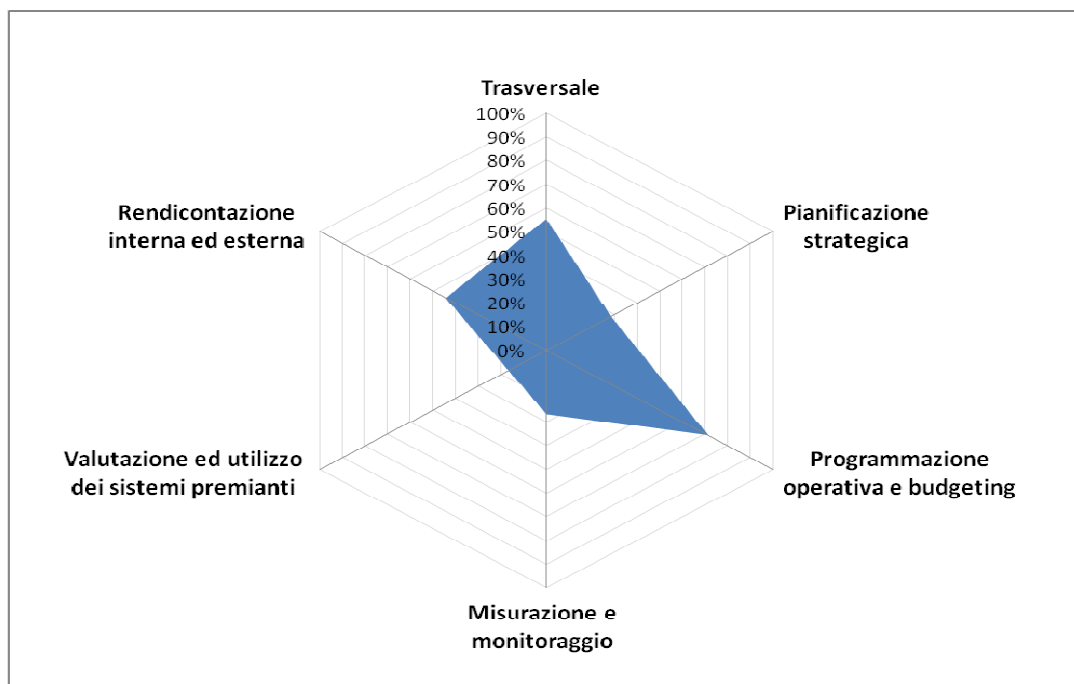 Trasversale
100%
90%
80%
70%
60%
50%
40%
30%
20%
10%
0%
Pianificazione
strategica
Programmazione
operativa e budgeting
Misurazione e
monitoraggio
Valutazione ed utilizzo
dei sistemi premianti
Rendicontazione
interna ed esterna